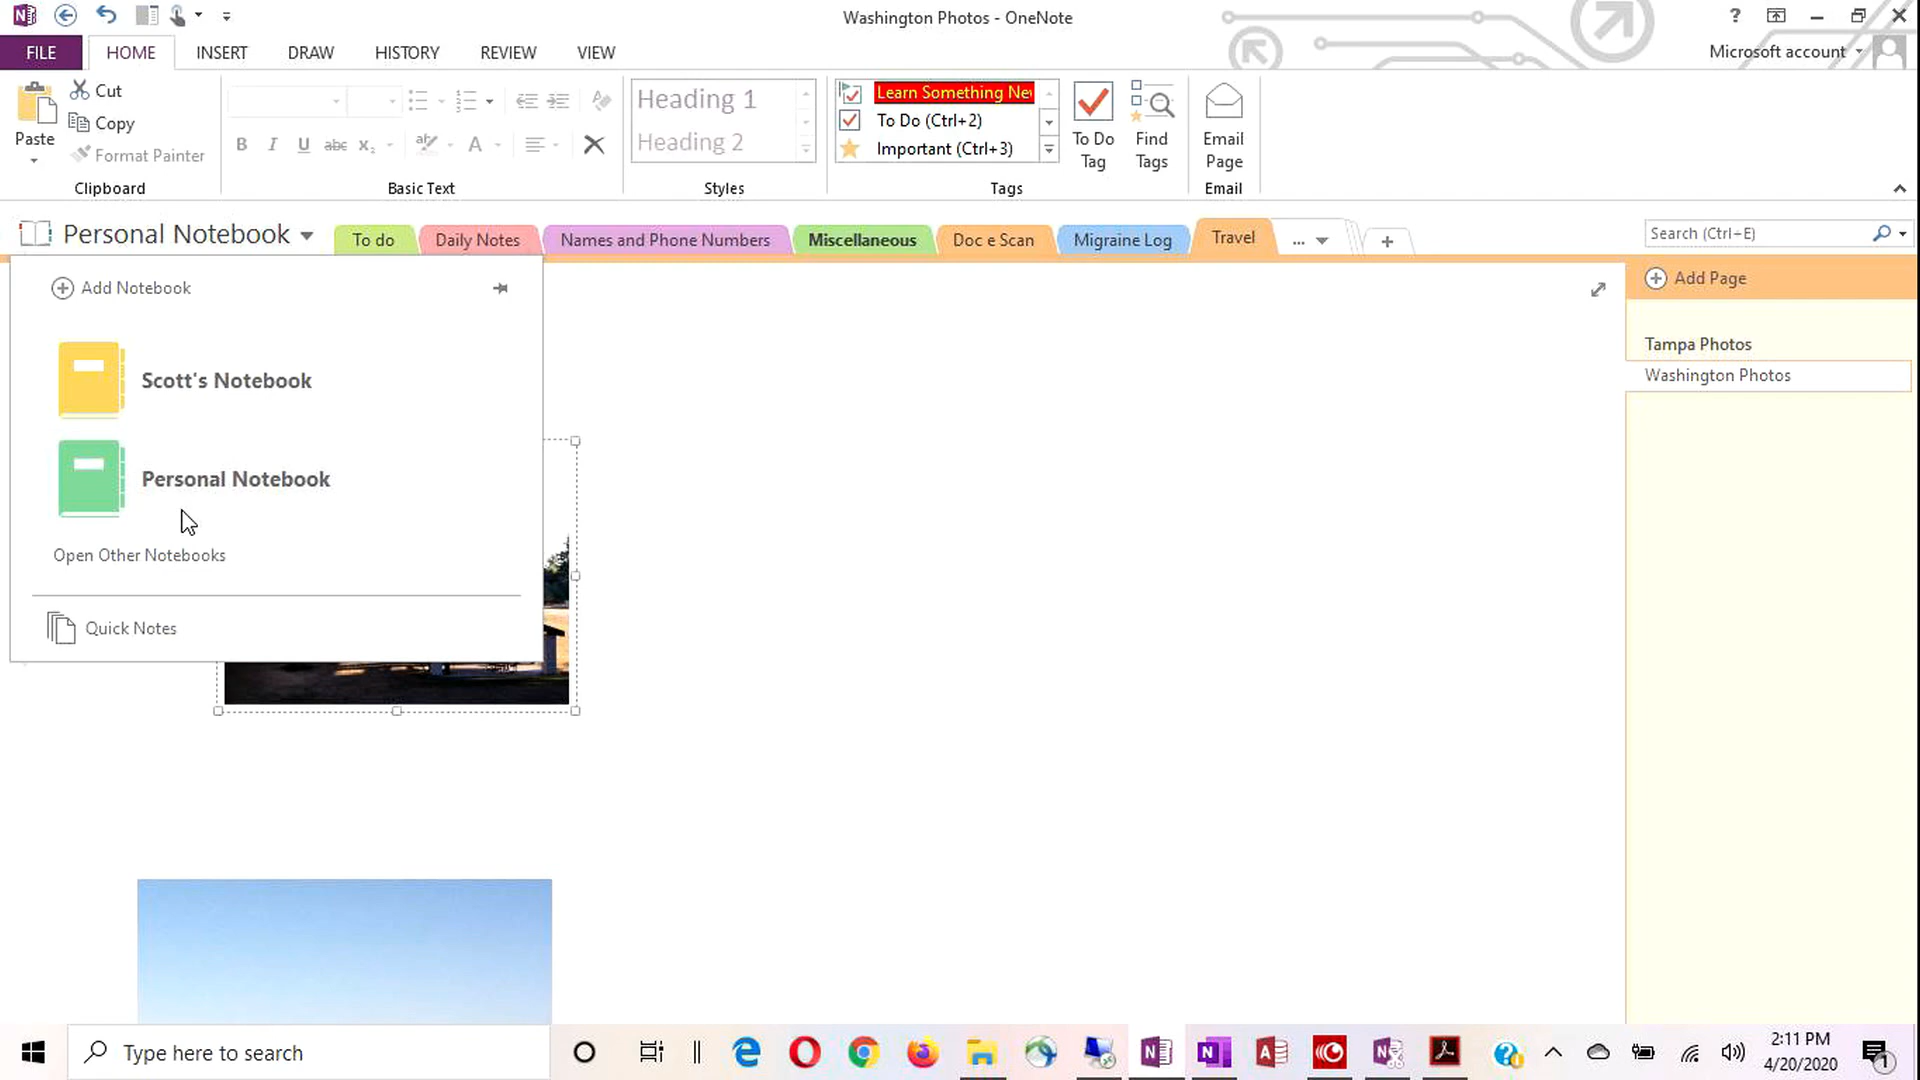 Washington Photos - OneNote
?
FILE HOME INSERT DRAW HISTORY REVIEW VIEW
Microsoft account
Paste
Cut
Copy
Format Painter
Clipboard
B I U abc x₂ A
Basic Text
Heading 1
Heading 2
Styles
Learn Something Ne
To Do (Ctrl+2)
Important (Ctrl+3)
To Do
Tag
Find
Tags
Tags
Email
Page
Email
Personal Notebook
To do
Daily Notes
Names and Phone Numbers
Miscellaneous
Doc e Scan
Migraine Log
Travel
...
Search (Ctrl+E)
Add Notebook
Scott's Notebook
Personal Notebook
Open Other Notebooks
Quick Notes
Add Page
Tampa Photos
Washington Photos
Type here to search
2:11 PM
4/20/2020
1